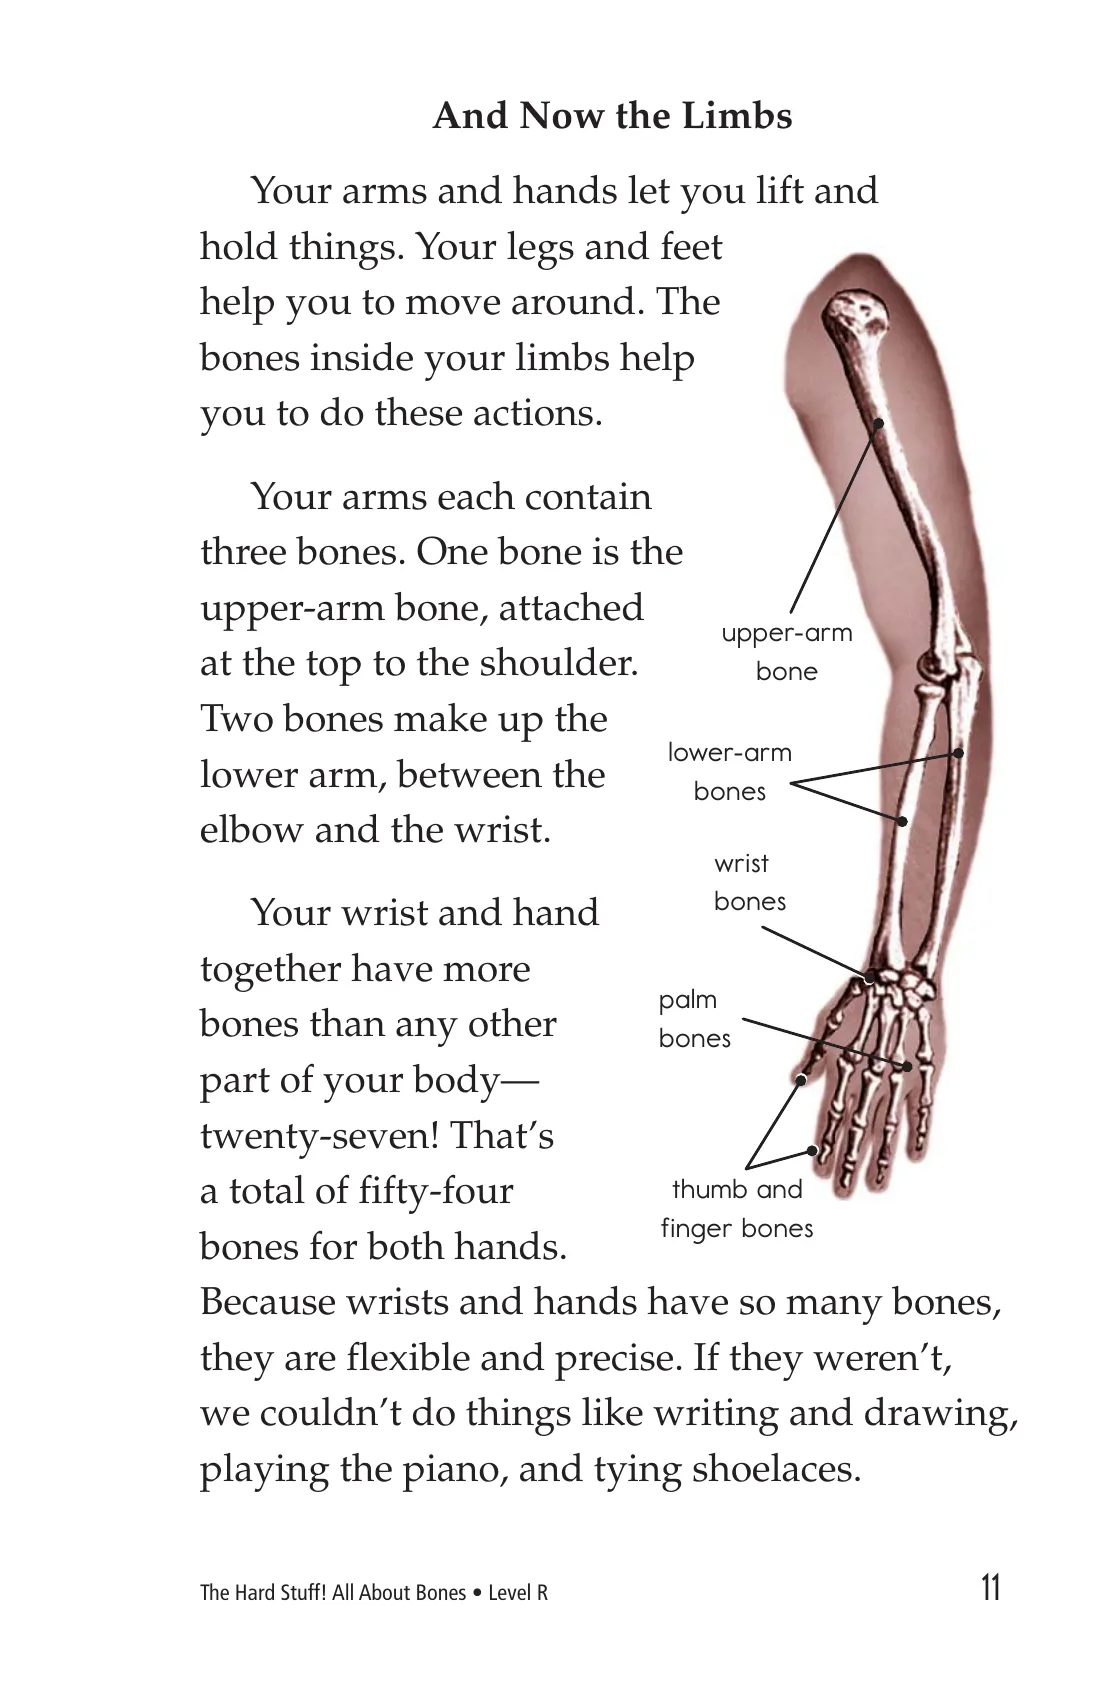 And Now the Limbs
Your arms and hands let you lift and
hold things. Your legs and feet
help you to move around. The
bones inside your limbs help
you to do these actions.
Your arms each contain
three bones. One bone is the
upper-arm bone, attached
at the top to the shoulder.
Two bones make up the
lower arm, between the
elbow and the wrist.
Your wrist and hand
together have more
bones than any other
part of your body—
twenty-seven! That’s
a total of fifty-four
bones for both hands.
Because wrists and hands have so many bones,
they are flexible and precise. If they weren’t,
we couldn’t do things like writing and drawing,
playing the piano, and tying shoelaces.
upper-arm
bone
lower-arm
bones
wrist
bones
palm
bones
thumb and
finger bones
The Hard Stuff! All About Bones • Level R
11